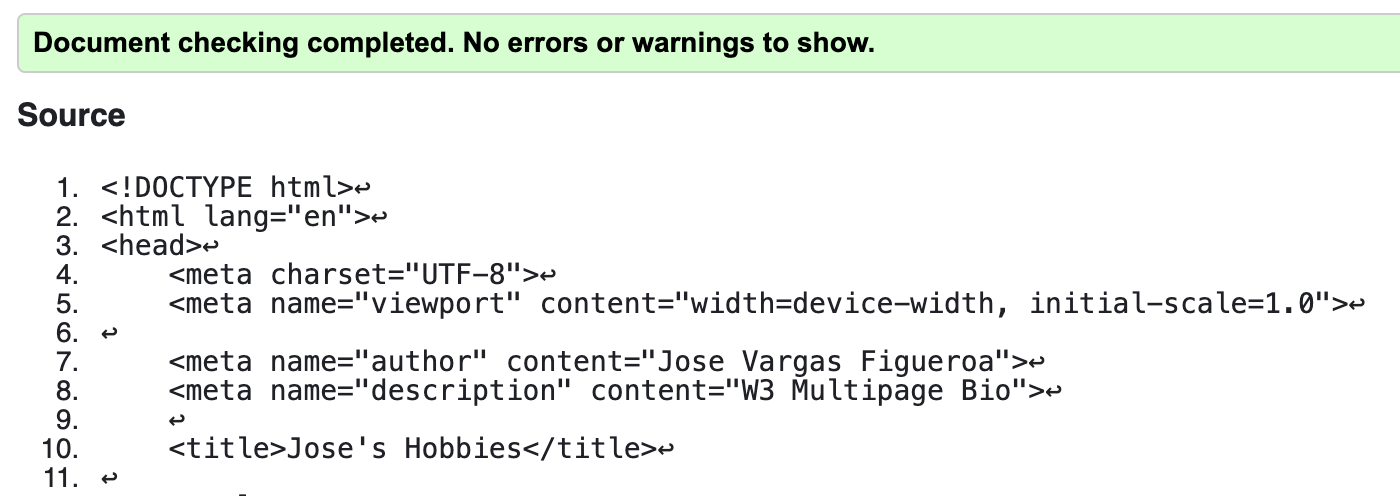 Document checking completed. No errors or warnings to show.
Source
1. <!DOCTYPE html>↩
2. <html lang="en">↩
3. <head>↩
4.     <meta charset="UTF-8">↩
5.     <meta name="viewport" content="width=device-width, initial-scale=1.0">↩
6. ↩
7.     <meta name="author" content="Jose Vargas Figueroa">↩
8.     <meta name="description" content="W3 Multipage Bio">↩
9.     ↩
10.     <title>Jose's Hobbies</title>↩
11. ↩